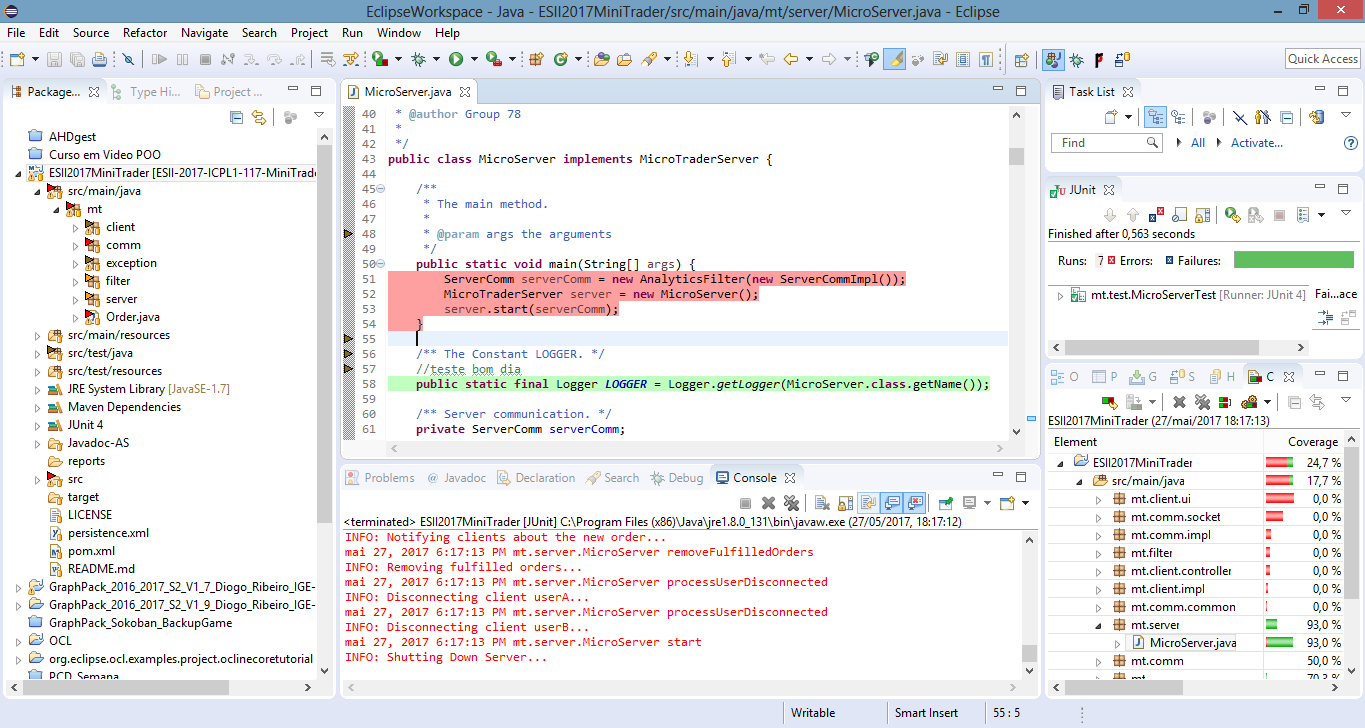 EclipseWorkspace - Java - ESII2017MiniTrader/src/main/java/mt/server/MicroServer.java - Eclipse
File Edit Source Refactor Navigate Search Project Run Window Help
Quick Access
Package... Type Hi... Project ...
AHDgest
Curso em Video POO
ESII2017MiniTrader [ESII-2017-ICPL1-117-MiniTrade
src/main/java
mt
client
comm
exception
filter
server
Order.java
src/main/resources
src/test/java
src/test/resources
JRE System Library [JavaSE-1.7]
Maven Dependencies
JUnit 4
Javadoc-AS
reports
src
target
LICENSE
persistence.xml
pom.xml
README.md
GraphPack_2016_2017_S2_V1_7_Diogo_Ribeiro_IGE-
GraphPack_2016_2017_S2_V1_9_Diogo_Ribeiro_IGE-
GraphPack_Sokoban_BackupGame
OCL
org.eclipse.ocl.examples.project.oclinecoretutorial
PCD_Semana
MicroServer.java
40 * @author Group 78
41 *
42 */
43 public class MicroServer implements MicroTraderServer {
44
45 /**
46 * The main method.
47 *
48 * @param args the arguments
49 */
50 public static void main(String[] args) {
51 ServerComm serverComm = new AnalyticsFilter(new ServerCommImpl());
52 MicroTraderServer server = new MicroServer();
53 server.start(serverComm);
54 }
55
56 /** The Constant LOGGER. */
57 //teste bom dia
58 public static final Logger LOGGER = Logger.getLogger(MicroServer.class.getName());
59
60 /** Server communication. */
61 private ServerComm serverComm;
Problems @ Javadoc Declaration Search Debug Console
<terminated> ESII2017MiniTrader [JUnit] C:\Program Files (x86)\Java\jre1.8.0_131\bin\javaw.exe (27/05/2017, 18:17:12)
INFO: Notifying clients about the new order...
mai 27, 2017 6:17:13 PM mt.server.MicroServer removeFulfilledOrders
INFO: Removing fulfilled orders...
mai 27, 2017 6:17:13 PM mt.server.MicroServer processUserDisconnected
INFO: Disconnecting client userA...
mai 27, 2017 6:17:13 PM mt.server.MicroServer processUserDisconnected
INFO: Disconnecting client userB...
mai 27, 2017 6:17:13 PM mt.server.MicroServer start
INFO: Shutting Down Server...
Task List
Find All Activate...
JUnit
Finished after 0,563 seconds
Runs: 7 Errors: Failures:
mt.test.MicroServerTest [Runner: JUnit 4] Fai...ace
O P G S H C
ESII2017MiniTrader (27/mai/2017 18:17:13)
Element Coverage
ESII2017MiniTrader 24,7 %
src/main/java 17,7 %
mt.client.ui 0,0 %
mt.comm.socket 0,0 %
mt.comm.impl 0,0 %
mt.filter 0,0 %
mt.client.controller 0,0 %
mt.client.impl 0,0 %
mt.comm.common 0,0 %
mt.server 93,0 %
MicroServer.java 93,0 %
mt.comm 50,0 %
mt 70,3 %
Writable Smart Insert 55 : 5